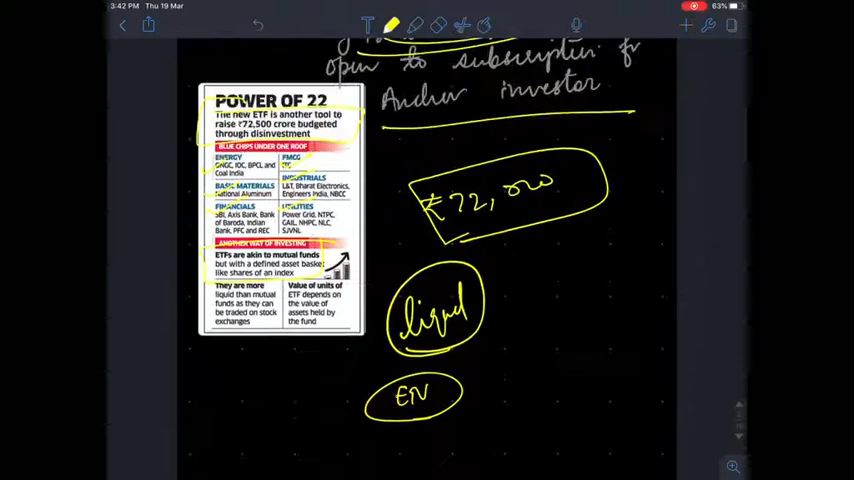 3:42 PM Thu 19 Mar
63%
open to subscription fr
Anchor investor
POWER OF 22
The new ETF is another tool to
raise ₹72,500 crore budgeted
through disinvestment
BLUE CHIPS UNDER ONE ROOF
ENERGY
ONGC, IOC, BPCL and
Coal India
BASIC MATERIALS
National Aluminum
FINANCIALS
SBI, Axis Bank, Bank
of Baroda, Indian
Bank, PFC and REC
FMCG
ITC
INDUSTRIALS
L&T, Bharat Electronics,
Engineers India, NBCC
UTILITIES
Power Grid, NTPC,
GAIL, NHPC, NLC,
SJVNL
ANOTHER WAY OF INVESTING
ETFs are akin to mutual funds
but with a defined asset basket
like shares of an index
They are more
liquid than mutual
funds as they can
be traded on stock
exchanges
Value of units of
ETF depends on
the value of
assets held by
the fund
₹72,000
liquid
EN